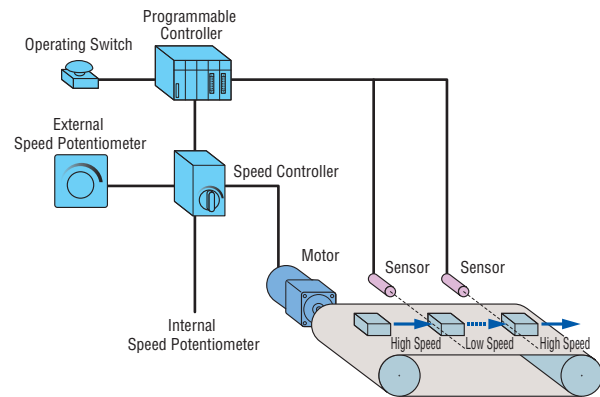 Programmable
Controller
Operating Switch
External
Speed Potentiometer
Speed Controller
Motor
Sensor
Sensor
Internal
Speed Potentiometer
High Speed
Low Speed
High Speed